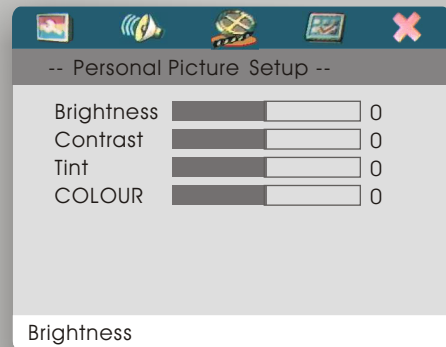 -- Personal Picture Setup --
Brightness 0
Contrast 0
Tint 0
COLOUR 0
Brightness